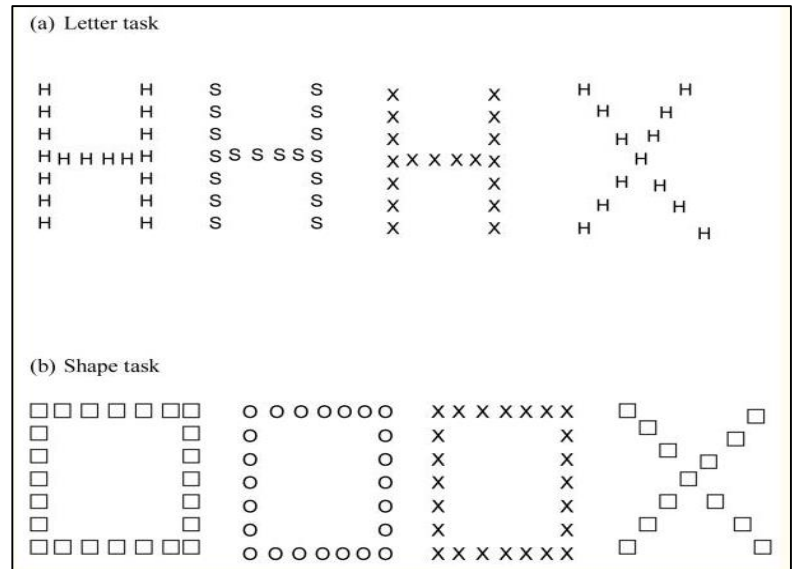 (a) Letter task
H H S S X X H H
H H S S X X H H
H H S S X X H H
H H H H H H S S S S S S X X X X X X H
H H S S X X H H
H H S S X X H H
H H S S X X H H
(b) Shape task
O O O O O O O X X X X X X X
O O X X
O O X X
O O X X
O O X X
O O X X
O O O O O O O X X X X X X X